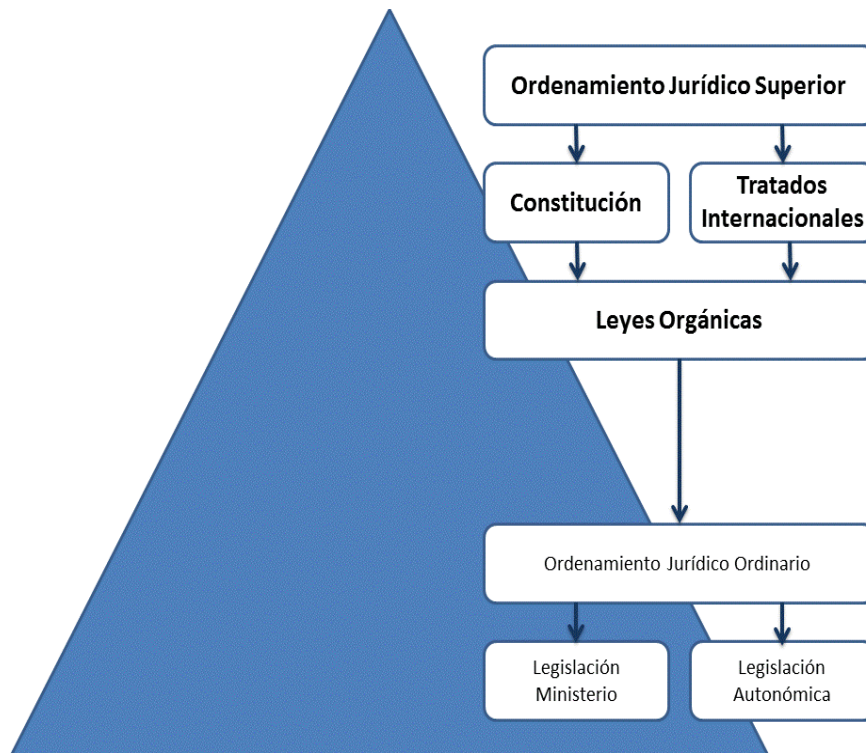 Ordenamiento Jurídico Superior
Constitución
Tratados
Internacionales
Leyes Orgánicas
Ordenamiento Jurídico Ordinario
Legislación
Ministerio
Legislación
Autonómica